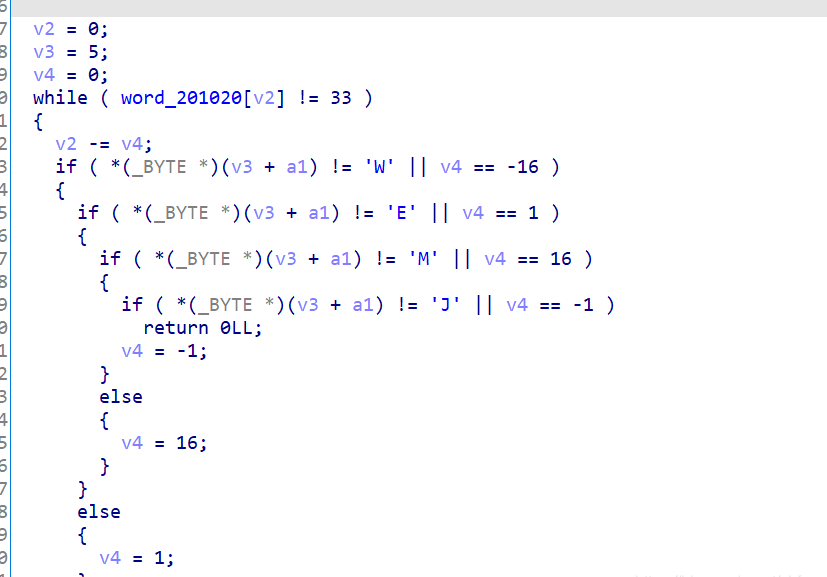 6
7 v2 = 0;
8 v3 = 5;
9 v4 = 0;
0 while ( word_201020[v2] != 33 )
1 {
2 v2 -= v4;
3 if ( *(_BYTE *)(v3 + a1) != 'W' || v4 == -16 )
4 {
5 if ( *(_BYTE *)(v3 + a1) != 'E' || v4 == 1 )
6 {
7 if ( *(_BYTE *)(v3 + a1) != 'M' || v4 == 16 )
8 {
9 if ( *(_BYTE *)(v3 + a1) != 'J' || v4 == -1 )
0 return 0LL;
1 v4 = -1;
2 }
3 else
4 {
5 v4 = 16;
6 }
7 }
8 else
9 {
0 v4 = 1;